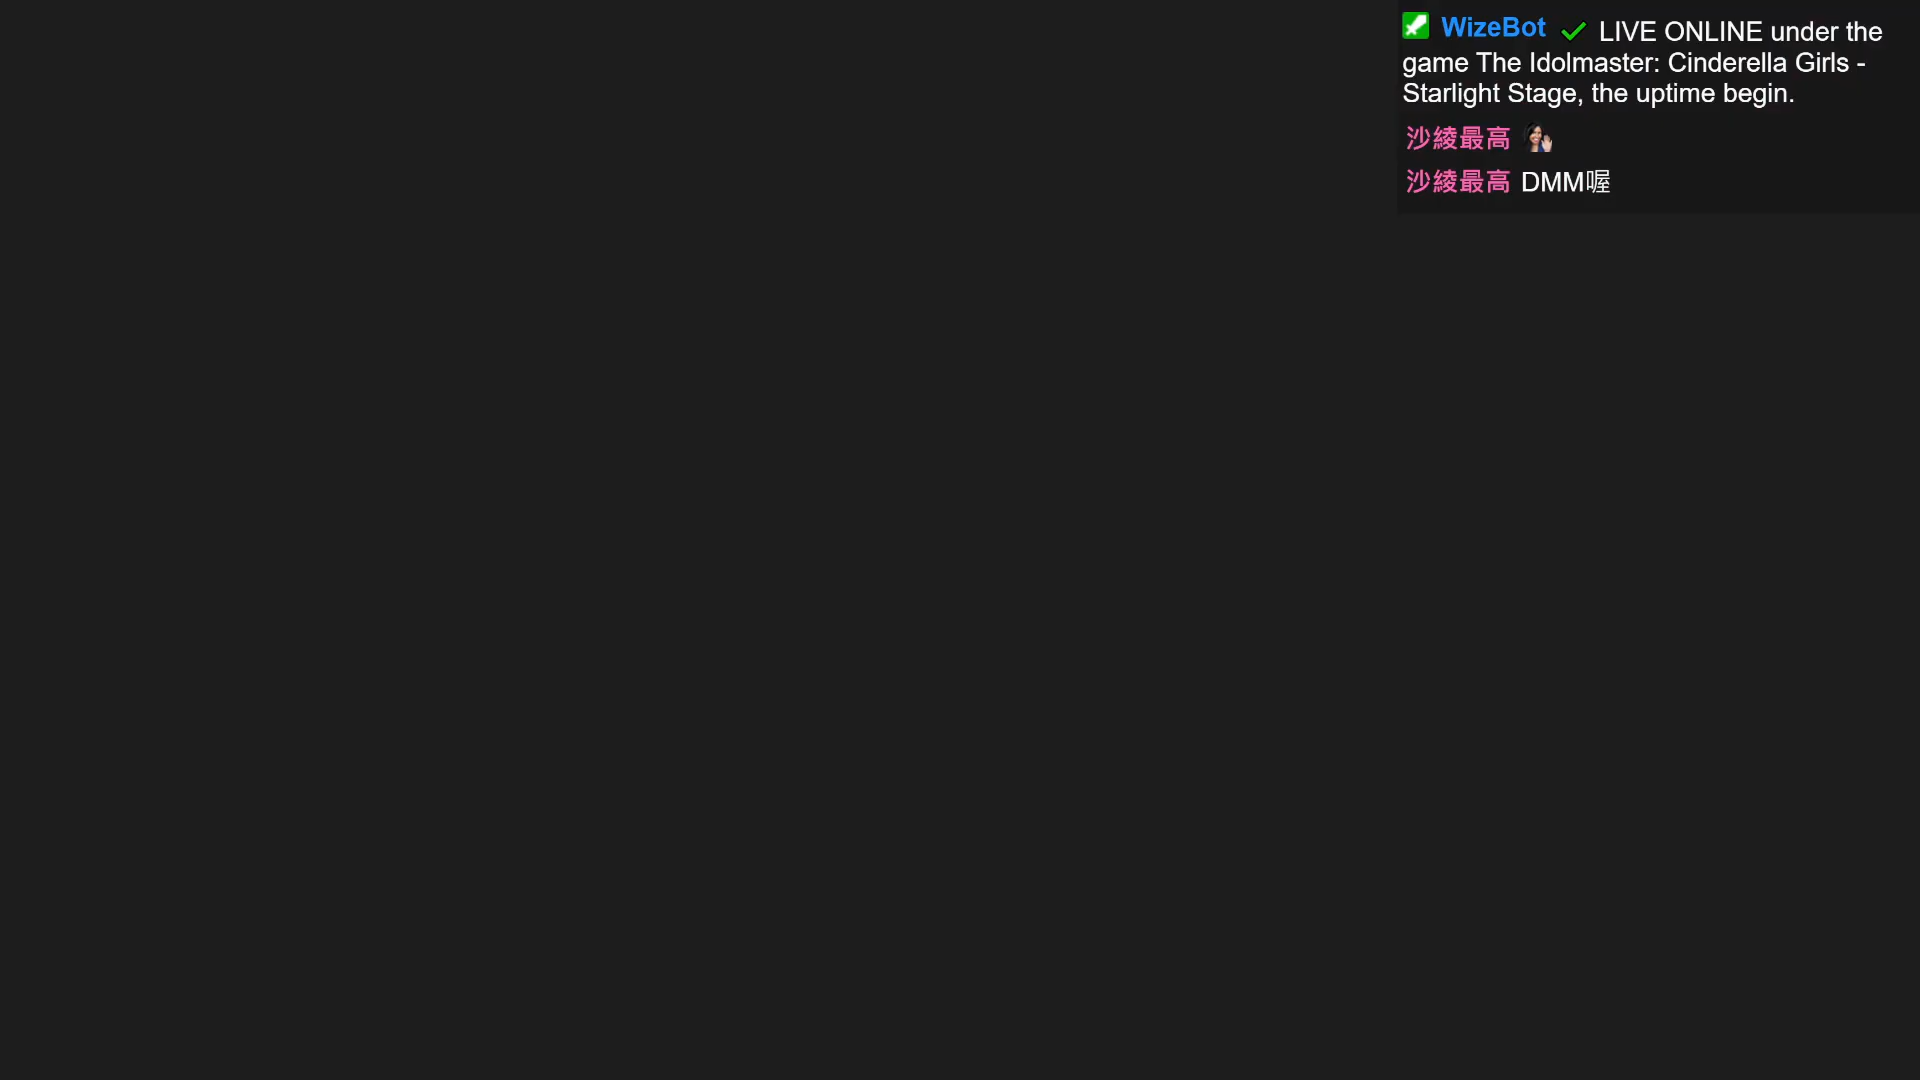 WizeBot LIVE ONLINE under the
game The Idolmaster: Cinderella Girls -
Starlight Stage, the uptime begin.
沙綾最高
沙綾最高 DMM喔